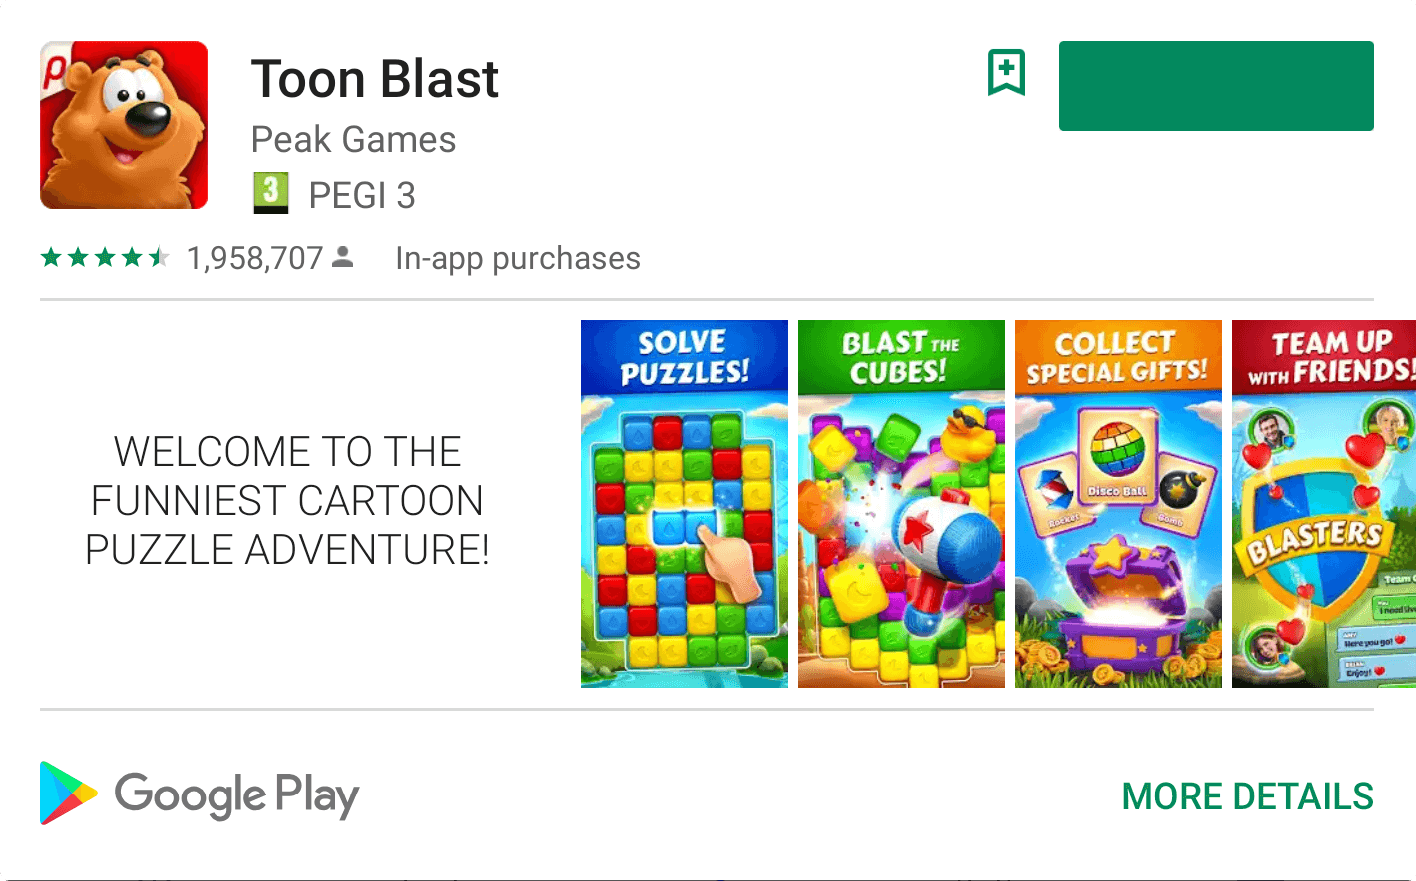 Toon Blast
Peak Games
3 PEGI 3
1,958,707 In-app purchases
WELCOME TO THE
FUNNIEST CARTOON
PUZZLE ADVENTURE!
SOLVE
PUZZLES!
BLAST THE
CUBES!
COLLECT
SPECIAL GIFTS!
Rocket
Disco Ball
Bomb
TEAM UP
WITH FRIENDS!
BLASTERS
Team
I need live
Here you go!
Enjoy!
Google Play
MORE DETAILS